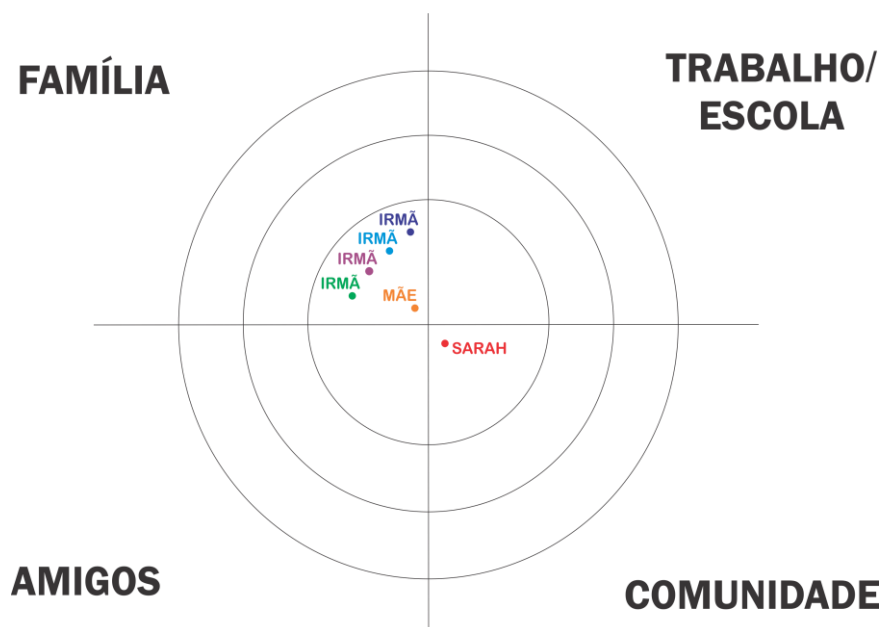 FAMÍLIA
TRABALHO/
ESCOLA
IRMÃ
IRMÃ
IRMÃ
IRMÃ
MÃE
SARAH
AMIGOS
COMUNIDADE